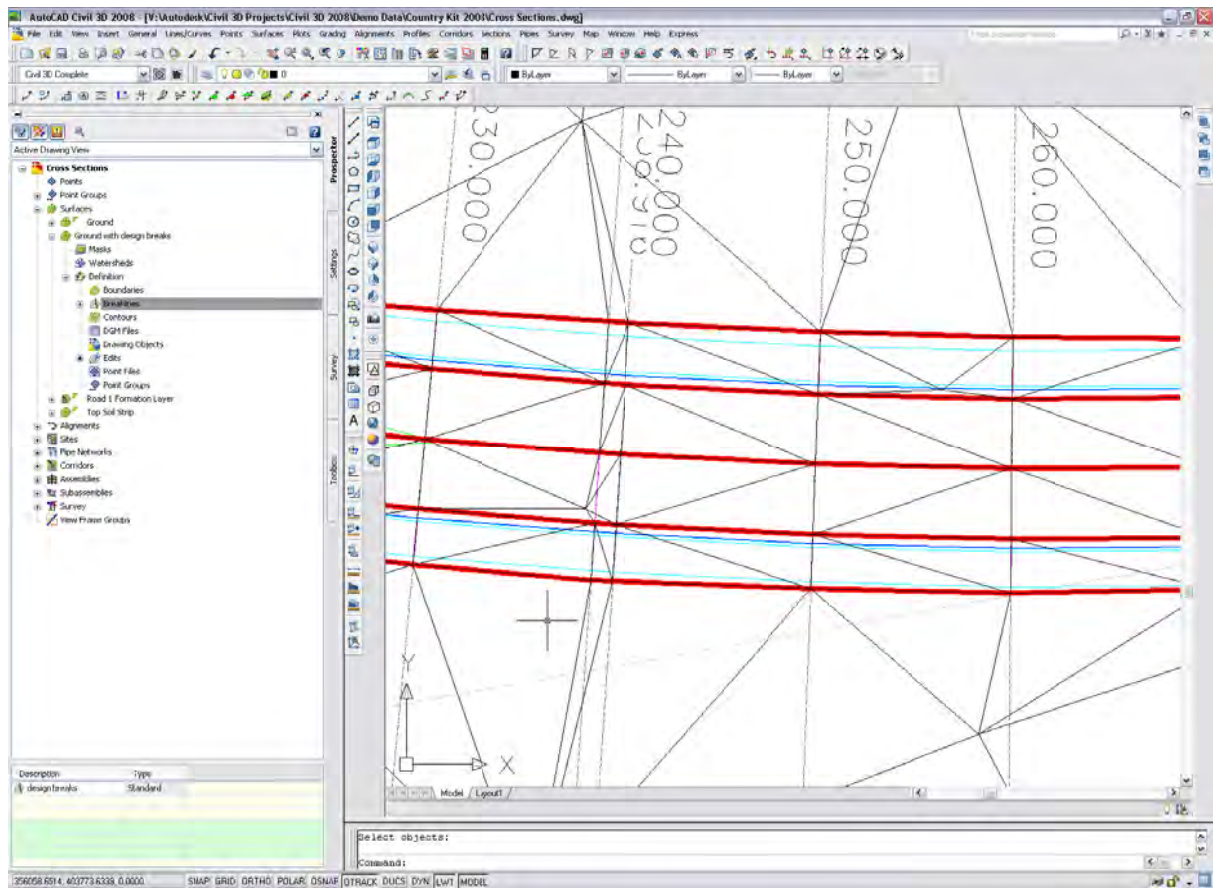 AutoCAD Civil 3D 2008 - [V:\Autodesk\Civil 3D Projects\Civil 3D 2008\Demo Data\Country Kit 2008\Cross Sections.dwg]
File Edit View Insert General Lines/Curves Points Surfaces Plots Grading Alignments Profiles Corridors Sections Pipes Survey Map Window Help Express
Civil 3D Complete
0
ByLayer
ByLayer
ByLayer
Active Drawing View
Prospector
Settings
Survey
Toolbox
Cross Sections
Points
Point Groups
Surfaces
Ground
Ground with design breaks
Masks
Watersheds
Definition
Boundaries
Breaklines
Contours
DGM Files
Drawing Objects
Edits
Point Files
Point Groups
Road 1 Formation Layer
Top Soil Strip
Alignments
Sites
Pipe Networks
Corridors
Assemblies
Subassemblies
Survey
View Frame Groups
Description Type
design breaks Standard
230.000
240.000
250.000
260.000
Y
X
Model Layout1
Select objects:
Command:
SNAP GRID ORTHO POLAR OSNAP OTRACK DUCS DYN LWT MODEL